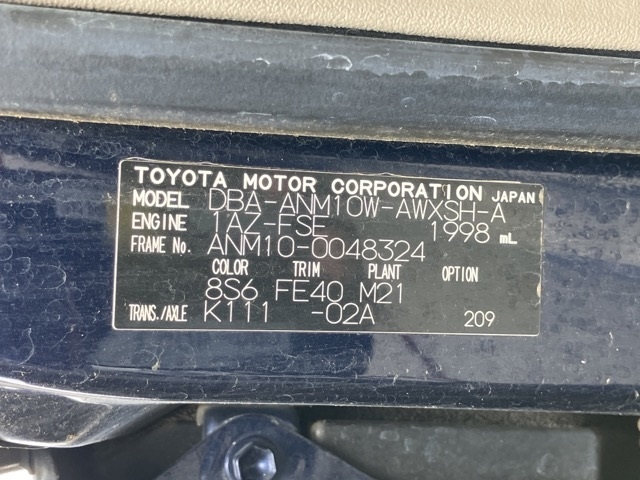 TOYOTA MOTOR CORPORATION JAPAN
MODEL DBA-ANM10W-AWXSH-A
ENGINE 1AZ-FSE 1998 mL
FRAME No. ANM10-0048324
COLOR TRIM PLANT OPTION
8S6 FE40 M21
TRANS./AXLE K111 -02A 209